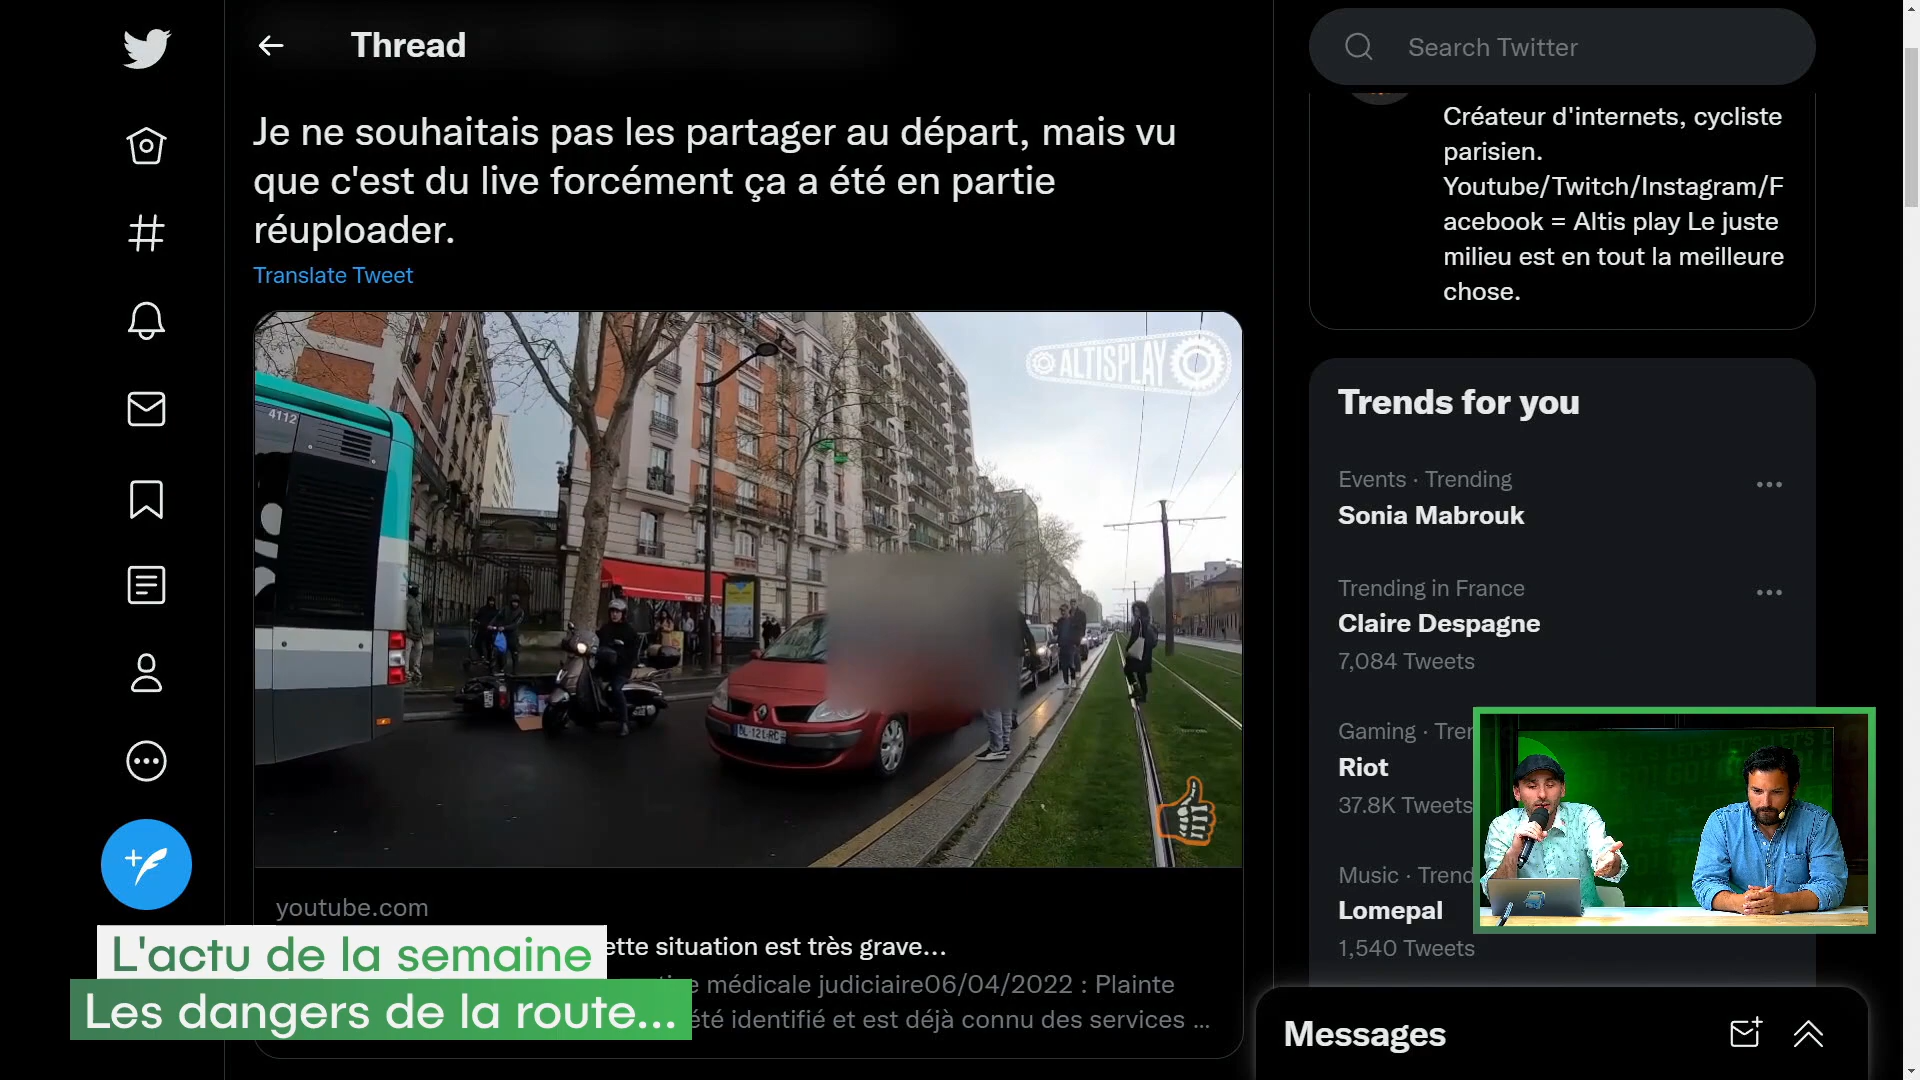 Thread
Search Twitter
Je ne souhaitais pas les partager au départ, mais vu
que c'est du live forcément ça a été en partie
réuploader.
Translate Tweet
4112
ALTISPLAY
youtube.com
ette situation est très grave...
médicale judiciaire06/04/2022 : Plainte
été identifié et est déjà connu des services ...
L'actu de la semaine
Les dangers de la route...
Créateur d'internets, cycliste
parisien.
Youtube/Twitch/Instagram/F
acebook = Altis play Le juste
milieu est en tout la meilleure
chose.
Trends for you
Events · Trending
Sonia Mabrouk
Trending in France
Claire Despagne
7,084 Tweets
Gaming · Tren
Riot
37.8K Tweets
Music · Trend
Lomepal
1,540 Tweets
Messages